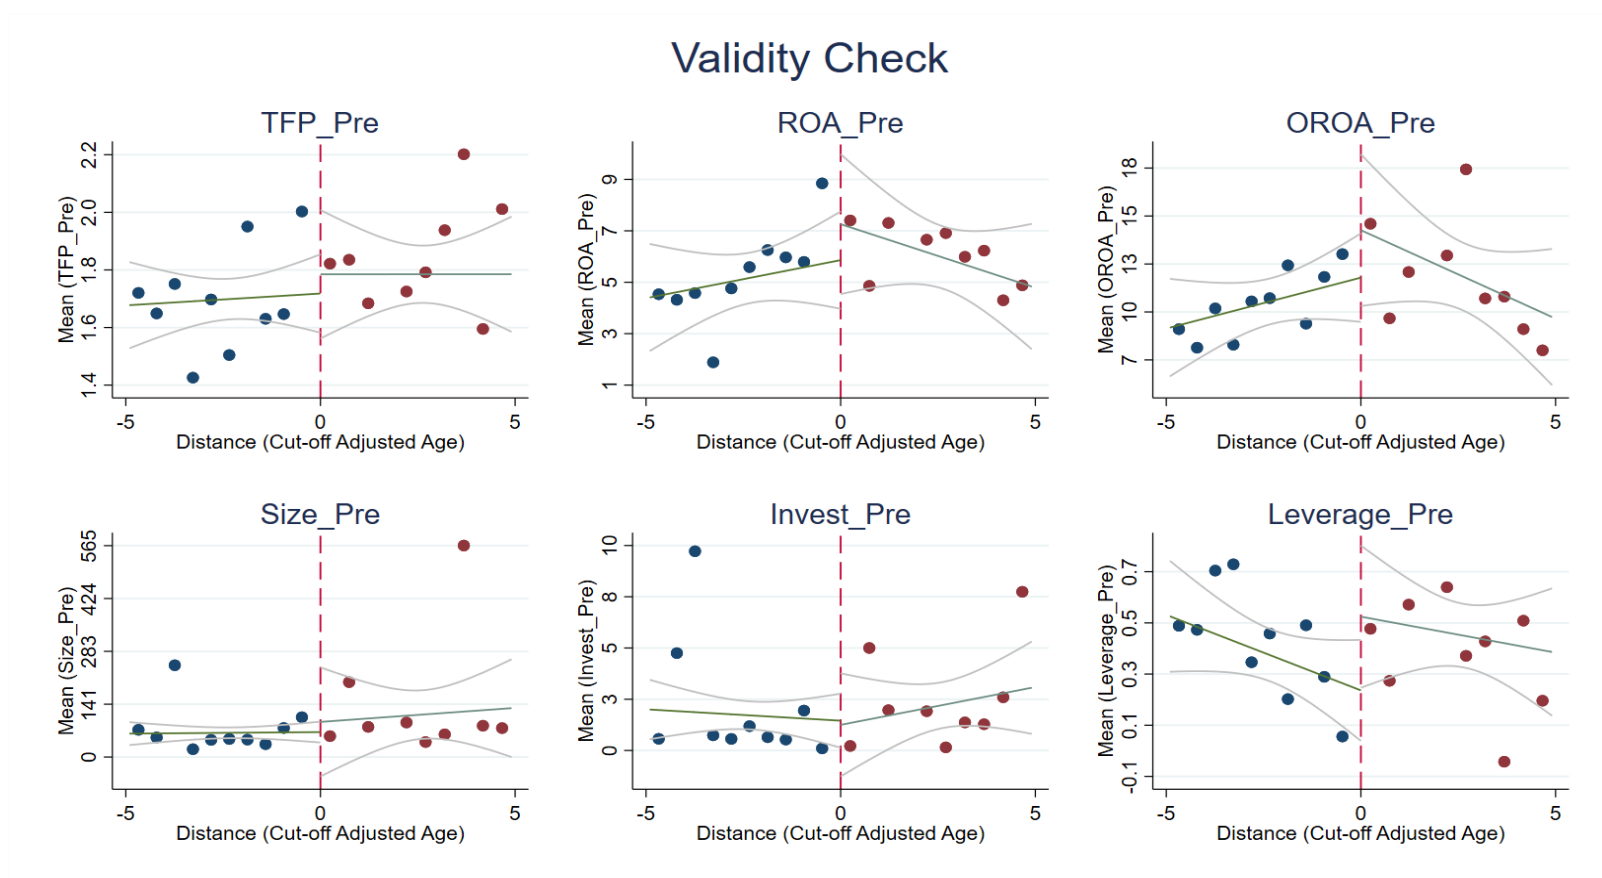 Validity Check
TFP_Pre
Mean (TFP_Pre)
2.2
2.0
1.8
1.6
1.4
-5 0 5
Distance (Cut-off Adjusted Age)
ROA_Pre
Mean (ROA_Pre)
9
7
5
3
1
-5 0 5
Distance (Cut-off Adjusted Age)
OROA_Pre
Mean (OROA_Pre)
18
15
13
10
7
-5 0 5
Distance (Cut-off Adjusted Age)
Size_Pre
Mean (Size_Pre)
565
424
283
141
0
-5 0 5
Distance (Cut-off Adjusted Age)
Invest_Pre
Mean (Invest_Pre)
10
8
5
3
0
-5 0 5
Distance (Cut-off Adjusted Age)
Leverage_Pre
Mean (Leverage_Pre)
0.7
0.5
0.3
0.1
-0.1
-5 0 5
Distance (Cut-off Adjusted Age)